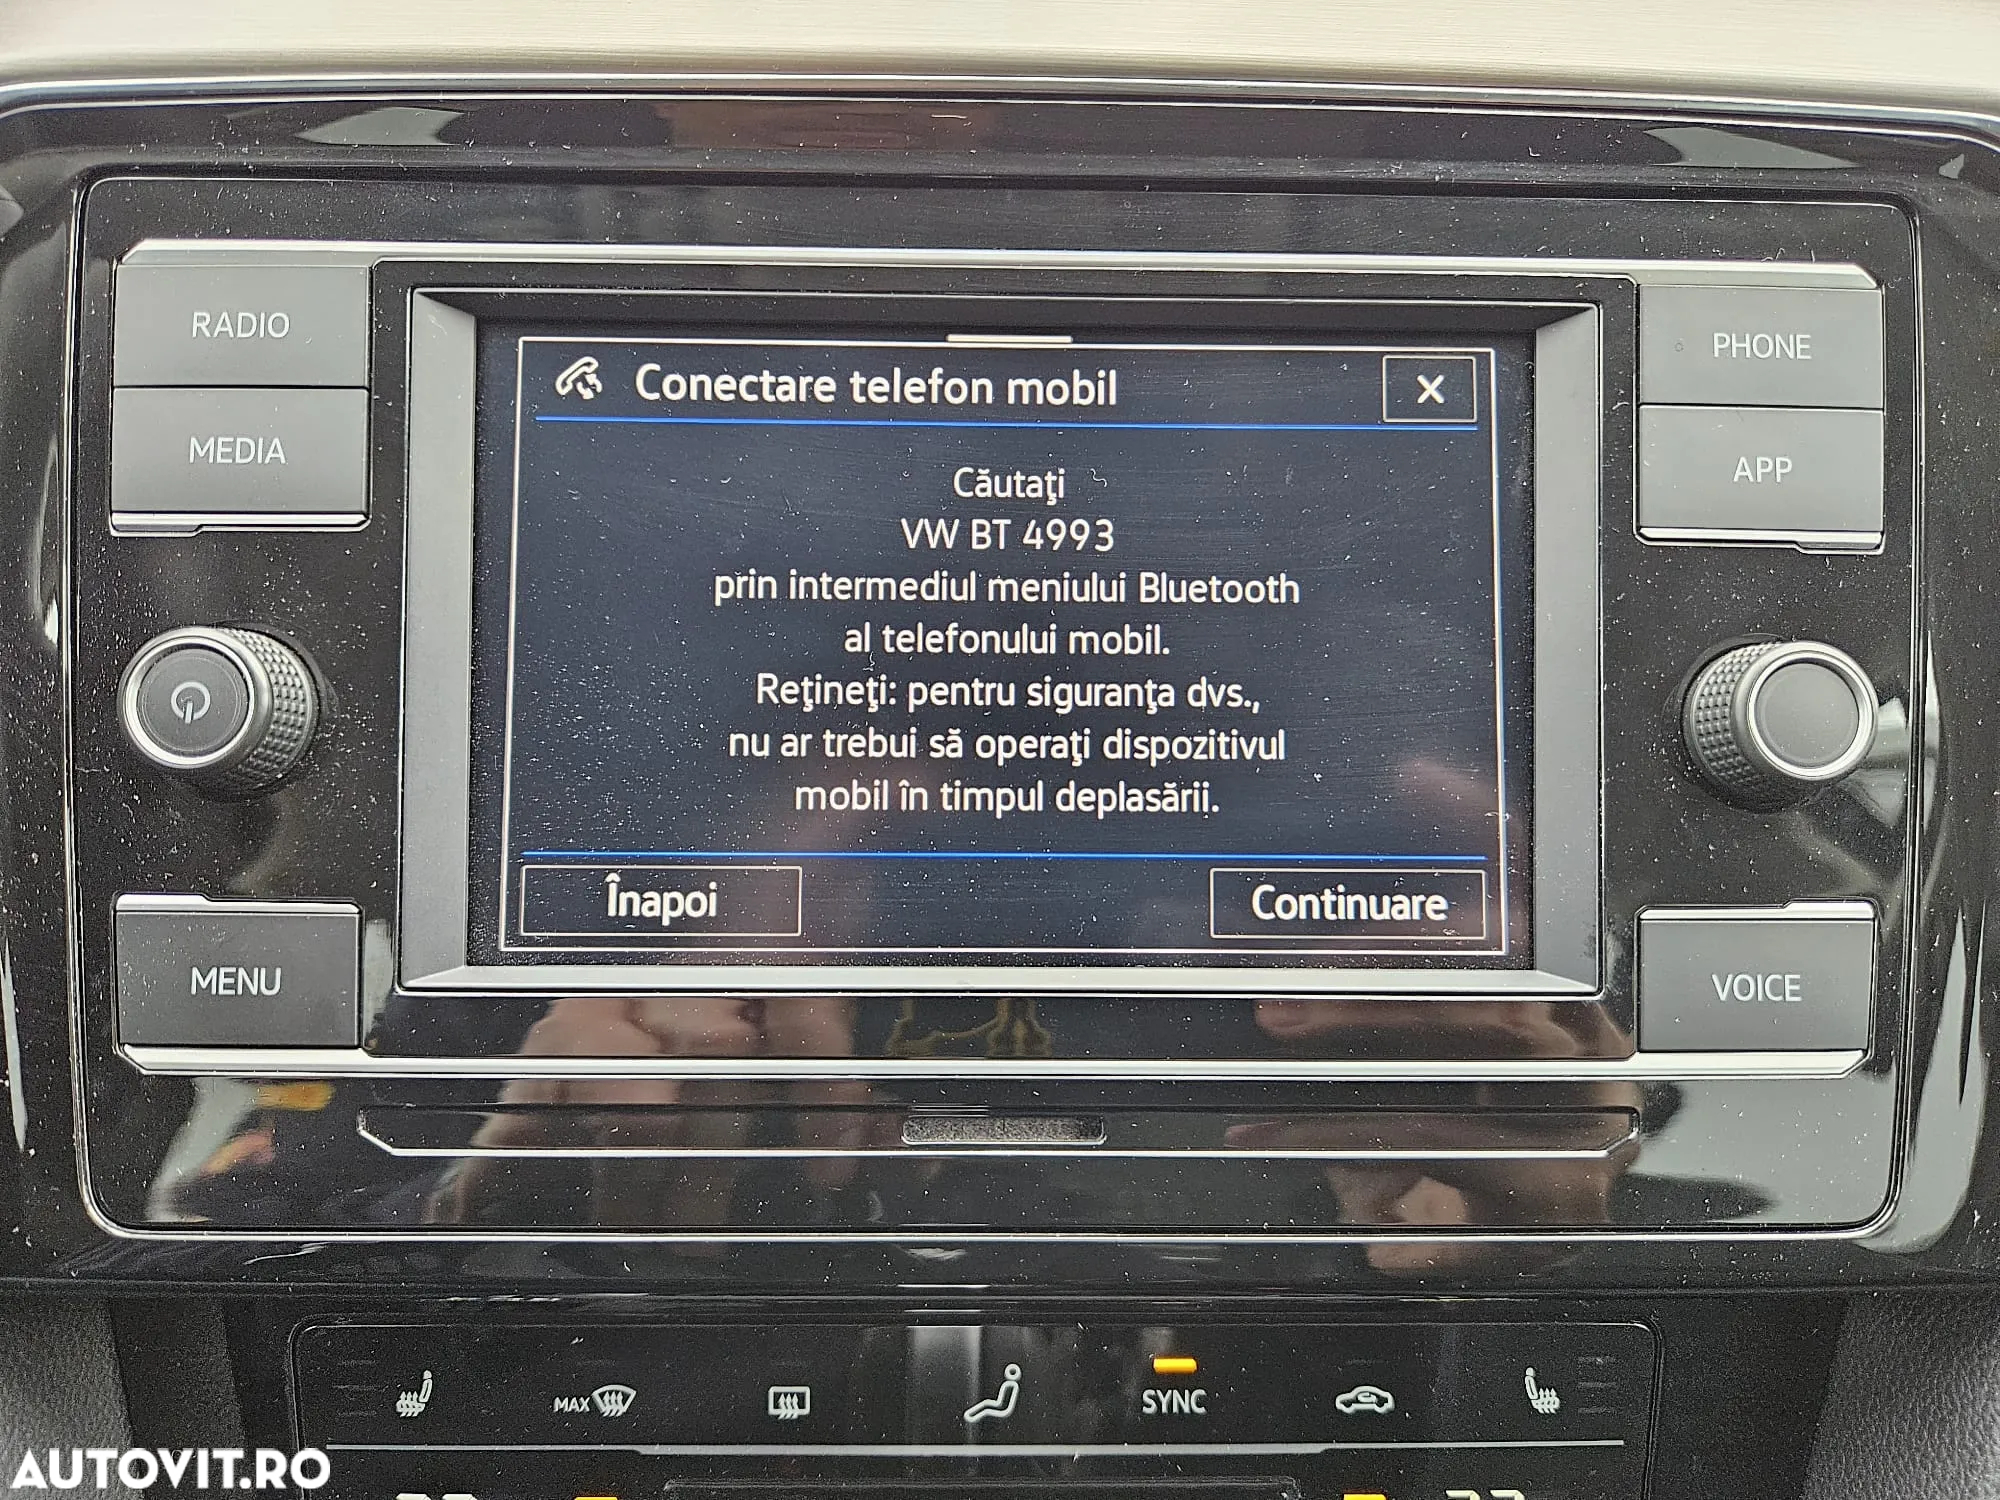 RADIO
MEDIA
MENU
PHONE
APP
VOICE
Conectare telefon mobil
X
Căutaţi
VW BT 4993
prin intermediul meniului Bluetooth
al telefonului mobil.
Reţineţi: pentru siguranţa dvs.,
nu ar trebui să operaţi dispozitivul
mobil în timpul deplasării.
Înapoi
Continuare
MAX
SYNC
AUTOVIT.RO